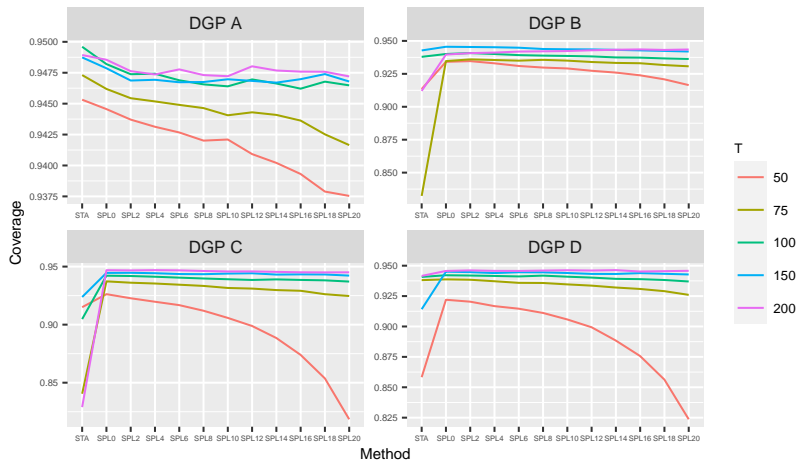 DGP A
DGP B
0.9500
0.9475
0.9450
0.9425
0.9400
0.9375
0.950
0.925
0.900
0.875
0.850
STA SPL0 SPL2 SPL4 SPL6 SPL8 SPL10 SPL12 SPL14 SPL16 SPL18 SPL20
STA SPL0 SPL2 SPL4 SPL6 SPL8 SPL10 SPL12 SPL14 SPL16 SPL18 SPL20
DGP C
DGP D
0.95
0.90
0.85
0.950
0.925
0.900
0.875
0.850
0.825
STA SPL0 SPL2 SPL4 SPL6 SPL8 SPL10 SPL12 SPL14 SPL16 SPL18 SPL20
STA SPL0 SPL2 SPL4 SPL6 SPL8 SPL10 SPL12 SPL14 SPL16 SPL18 SPL20
Coverage
Method
T
50
75
100
150
200